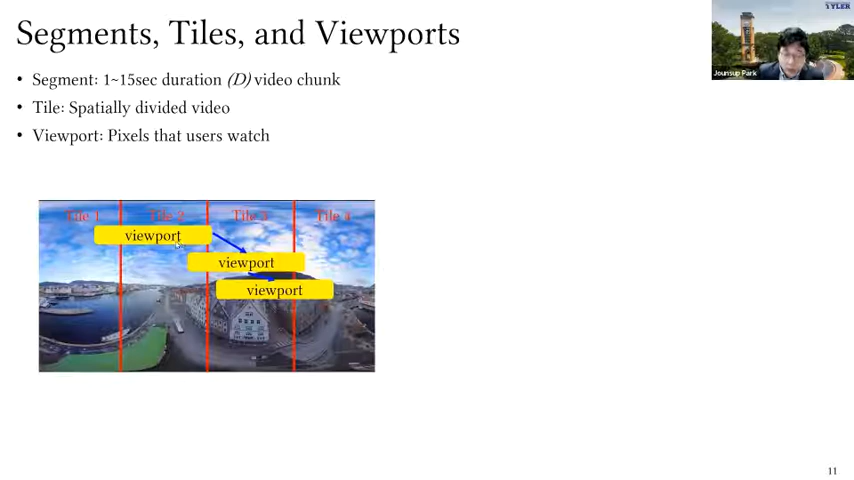 Segments, Tiles, and Viewports
TYLER
Jounsup Park
• Segment: 1~15sec duration (D) video chunk
• Tile: Spatially divided video
• Viewport: Pixels that users watch
Tile 1 Tile 2 Tile 3 Tile 4
viewport
viewport
viewport
11